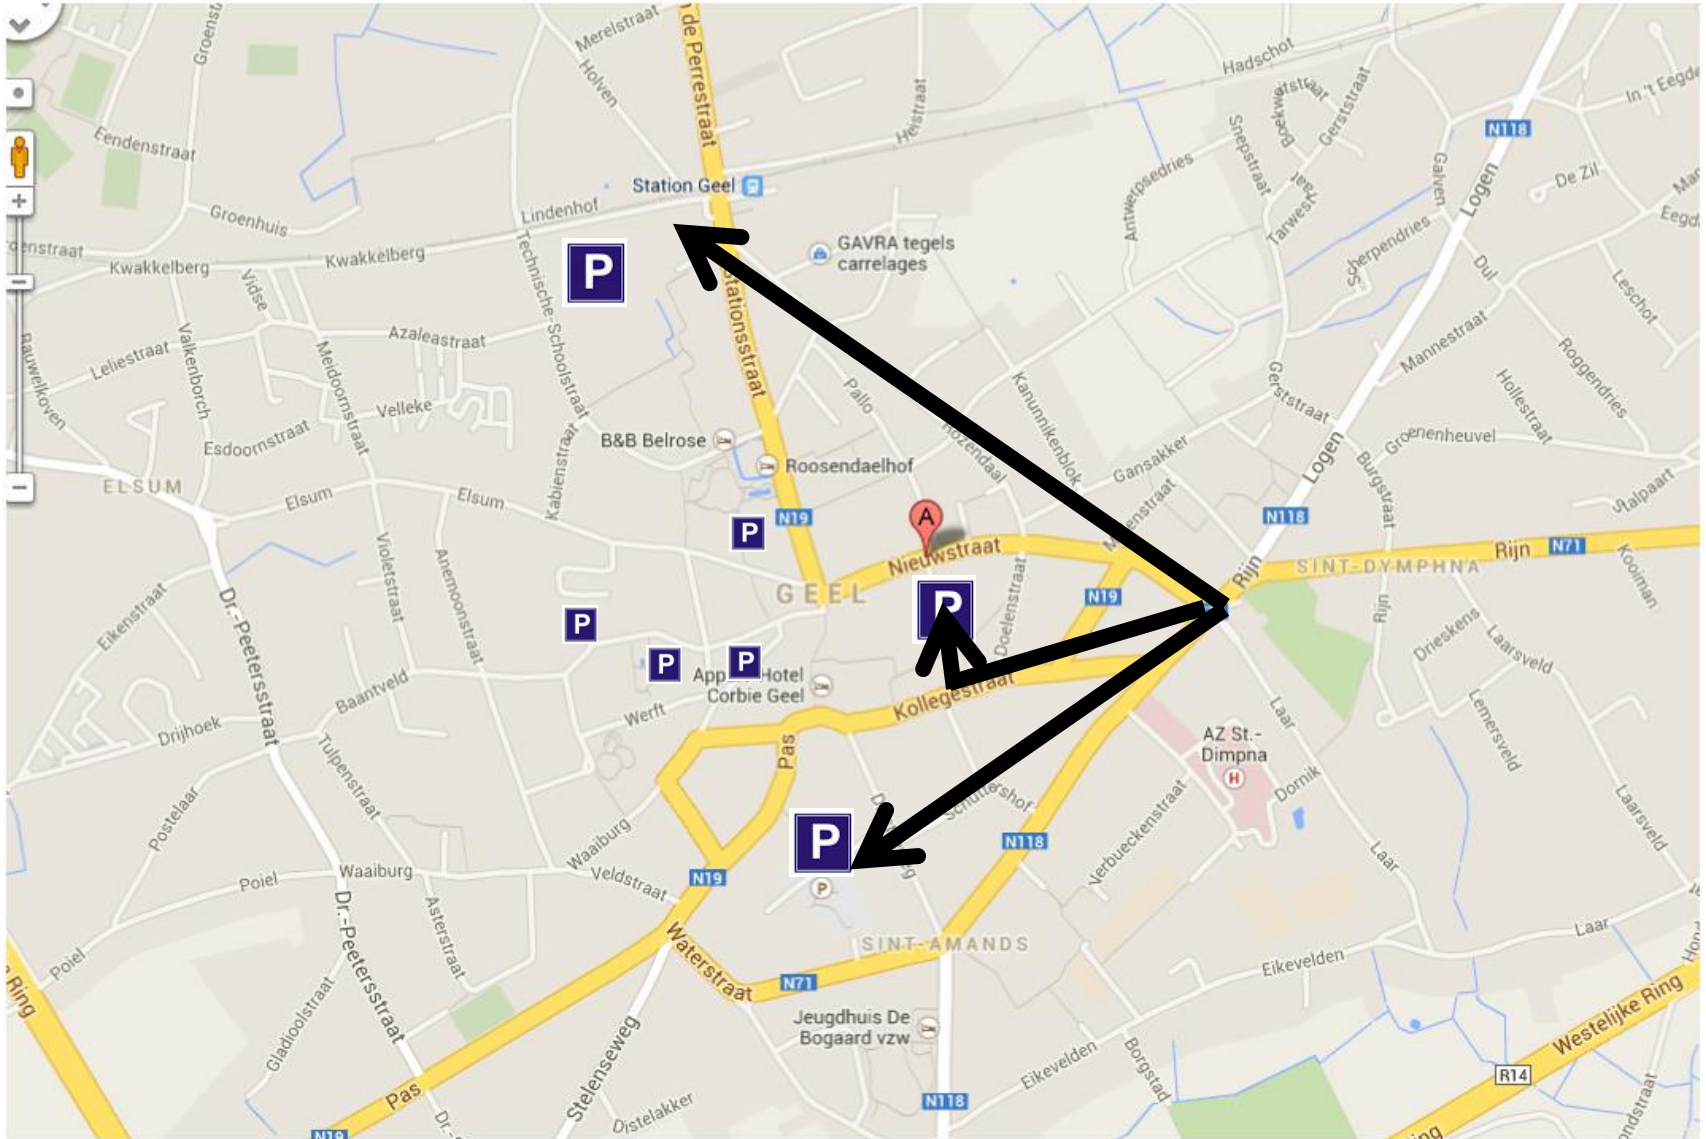 Groenst
Merelstraat
Holven
n de Perrestraat
Heistraat
Hadschot
In 't Eegde
N118
Eendenstraat
Station Geel
Groenhuis
Lindenhof
Kwakkelberg
Kwakkelberg
Technische-Schoolstraat
P
GAVRA tegels
carrelages
Antwerpsedries
Snepstraat
Gerststraat
Tarwestraat
Galven
Logen
De Zil
Eegd
Dul
Leschot
Vidse
Valkenborch
Leliestraat
Azaleastraat
Meidoornstraat
Velleke
Esdoornstraat
Stationsstraat
Pallo
Kanunnikenblok
Gerststraat
Mannestraat
Roggendries
Hollestraat
B&B Belrose
Roosendaelhof
Gansakker
Logen
Groenenheuvel
Burgstraat
ELSUM
Elsum
Elsum
Kabienstraat
N19
P
A
Nieuwstraat
N118
Rijn
Rijn
N71
SINT-DYMPHNA
Kooiman
Violetstraat
Anemoonstraat
GEEL
P
N19
Doelenstraat
Rijn
Eikenstraat
Dr.-Peetersstraat
P
P
P
Hotel
Corbie Geel
Drieskens
Laarsveld
Baantveld
Werft
Kollegestraat
Laar
Lemersveld
Drijhoek
Tulpenstraat
Pas
AZ St.-
Dimpna
H
Dornik
Postelaar
P
Schuttershof
Verbueckenstraat
Laarsveld
Waaiburg
N118
Laar
Poiel
Waaiburg
Veldstraat
N19
P
Dr.-Peetersstraat
Asterstraat
Waterstraat
SINT-AMANDS
Laar
Poiel
Eikevelden
Ring
N71
Gladioolstraat
Jeugdhuis De
Bogaard vzw
Westelijke Ring
Stelenseweg
Eikevelden
Borgstad
R14
Pas
N118
Distelakker
N19